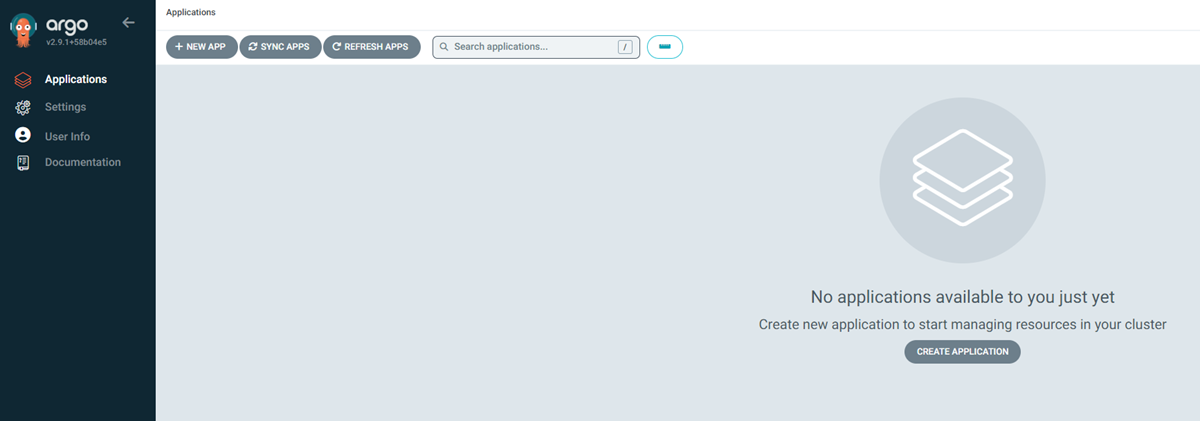 argo
v2.9.1+58b04e5
Applications
Settings
User Info
Documentation
Applications
+ NEW APP SYNC APPS REFRESH APPS Search applications... /
No applications available to you just yet
Create new application to start managing resources in your cluster
CREATE APPLICATION